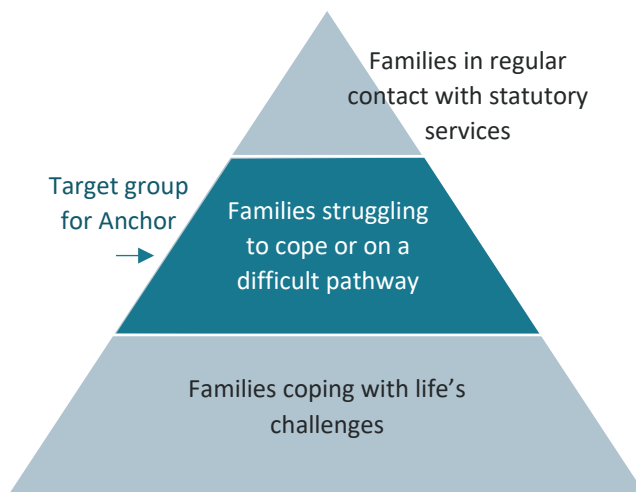 Families in regular
contact with statutory
services
Target group
for Anchor
Families struggling
to cope or on a
difficult pathway
Families coping with life’s
challenges